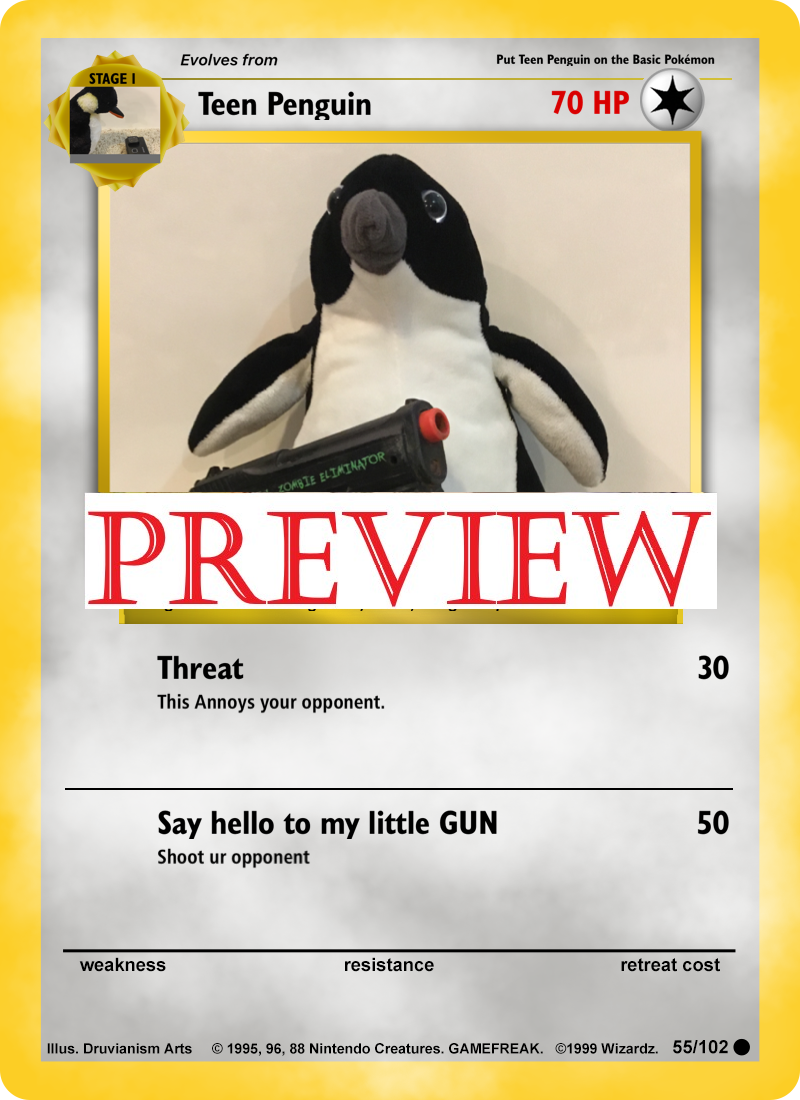 Evolves from
Put Teen Penguin on the Basic Pokémon
STAGE I
Teen Penguin
70 HP
ZOMBIE ELIMINATOR
PREVIEW
Threat
30
This Annoys your opponent.
Say hello to my little GUN
50
Shoot ur opponent
weakness
resistance
retreat cost
Illus. Druvianism Arts
© 1995, 96, 88 Nintendo Creatures. GAMEFREAK.
©1999 Wizardz.
55/102